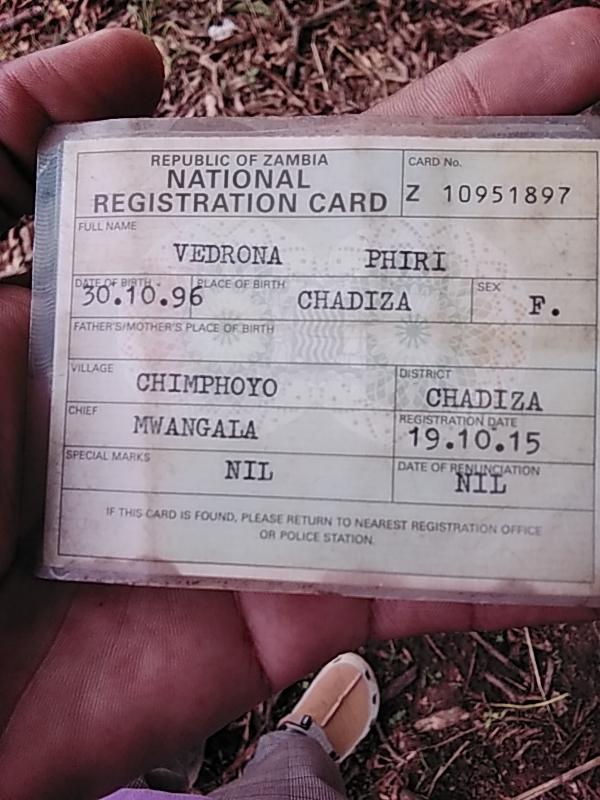 REPUBLIC OF ZAMBIA
NATIONAL
REGISTRATION CARD
CARD No.
Z 10951897
FULL NAME
VEDRONA PHIRI
DATE OF BIRTH
30.10.96
PLACE OF BIRTH
CHADIZA
SEX
F.
FATHER'S/MOTHER'S PLACE OF BIRTH
VILLAGE
CHIMPHOYO
DISTRICT
CHADIZA
CHIEF
MWANGALA
REGISTRATION DATE
19.10.15
SPECIAL MARKS
NIL
DATE OF RENUNCIATION
NIL
IF THIS CARD IS FOUND, PLEASE RETURN TO NEAREST REGISTRATION OFFICE
OR POLICE STATION.